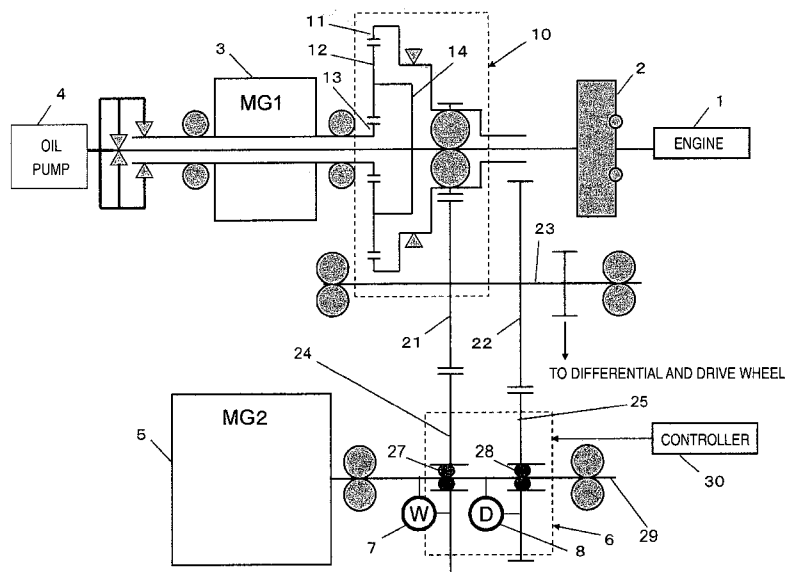 11
10
3
12
14
2
13
MG1
4
1
OIL
PUMP
ENGINE
23
21
22
24
TO DIFFERENTIAL AND DRIVE WHEEL
25
MG2
5
27
28
CONTROLLER
30
W
D
29
7
8
6